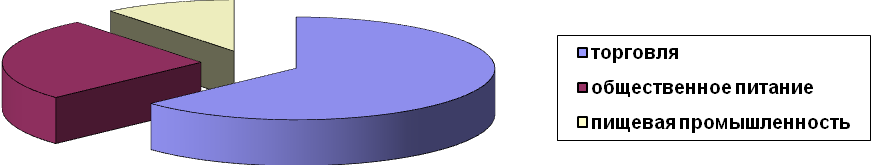 торговля
общественное питание
пищевая промышленность